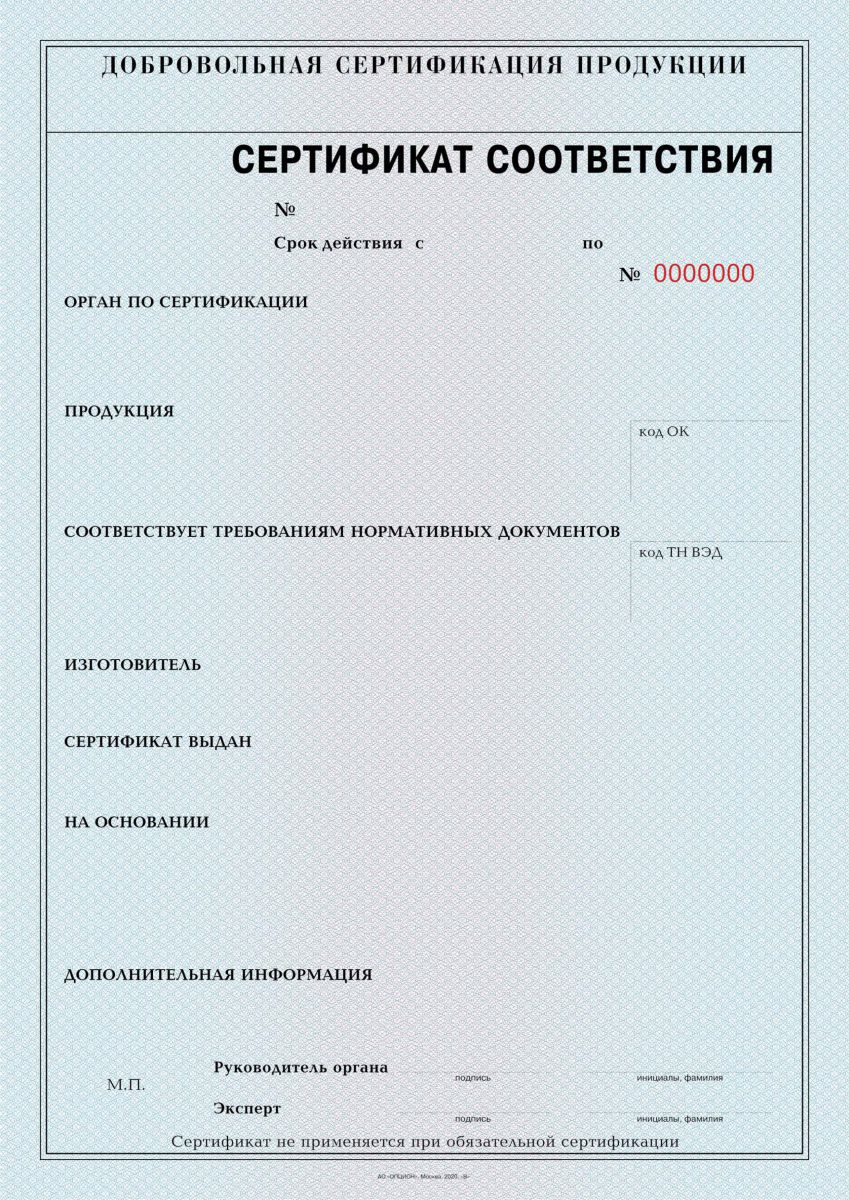 ДОБРОВОЛЬНАЯ СЕРТИФИКАЦИЯ ПРОДУКЦИИ
СЕРТИФИКАТ СООТВЕТСТВИЯ
№
Срок действия с по
№ 0000000
ОРГАН ПО СЕРТИФИКАЦИИ
ПРОДУКЦИЯ
код ОК
СООТВЕТСТВУЕТ ТРЕБОВАНИЯМ НОРМАТИВНЫХ ДОКУМЕНТОВ
код ТН ВЭД
ИЗГОТОВИТЕЛЬ
СЕРТИФИКАТ ВЫДАН
НА ОСНОВАНИИ
ДОПОЛНИТЕЛЬНАЯ ИНФОРМАЦИЯ
Руководитель органа
подпись инициалы, фамилия
М.П.
Эксперт
подпись инициалы, фамилия
Сертификат не применяется при обязательной сертификации
АО «ОПЦИОН», Москва, 2020, «В»